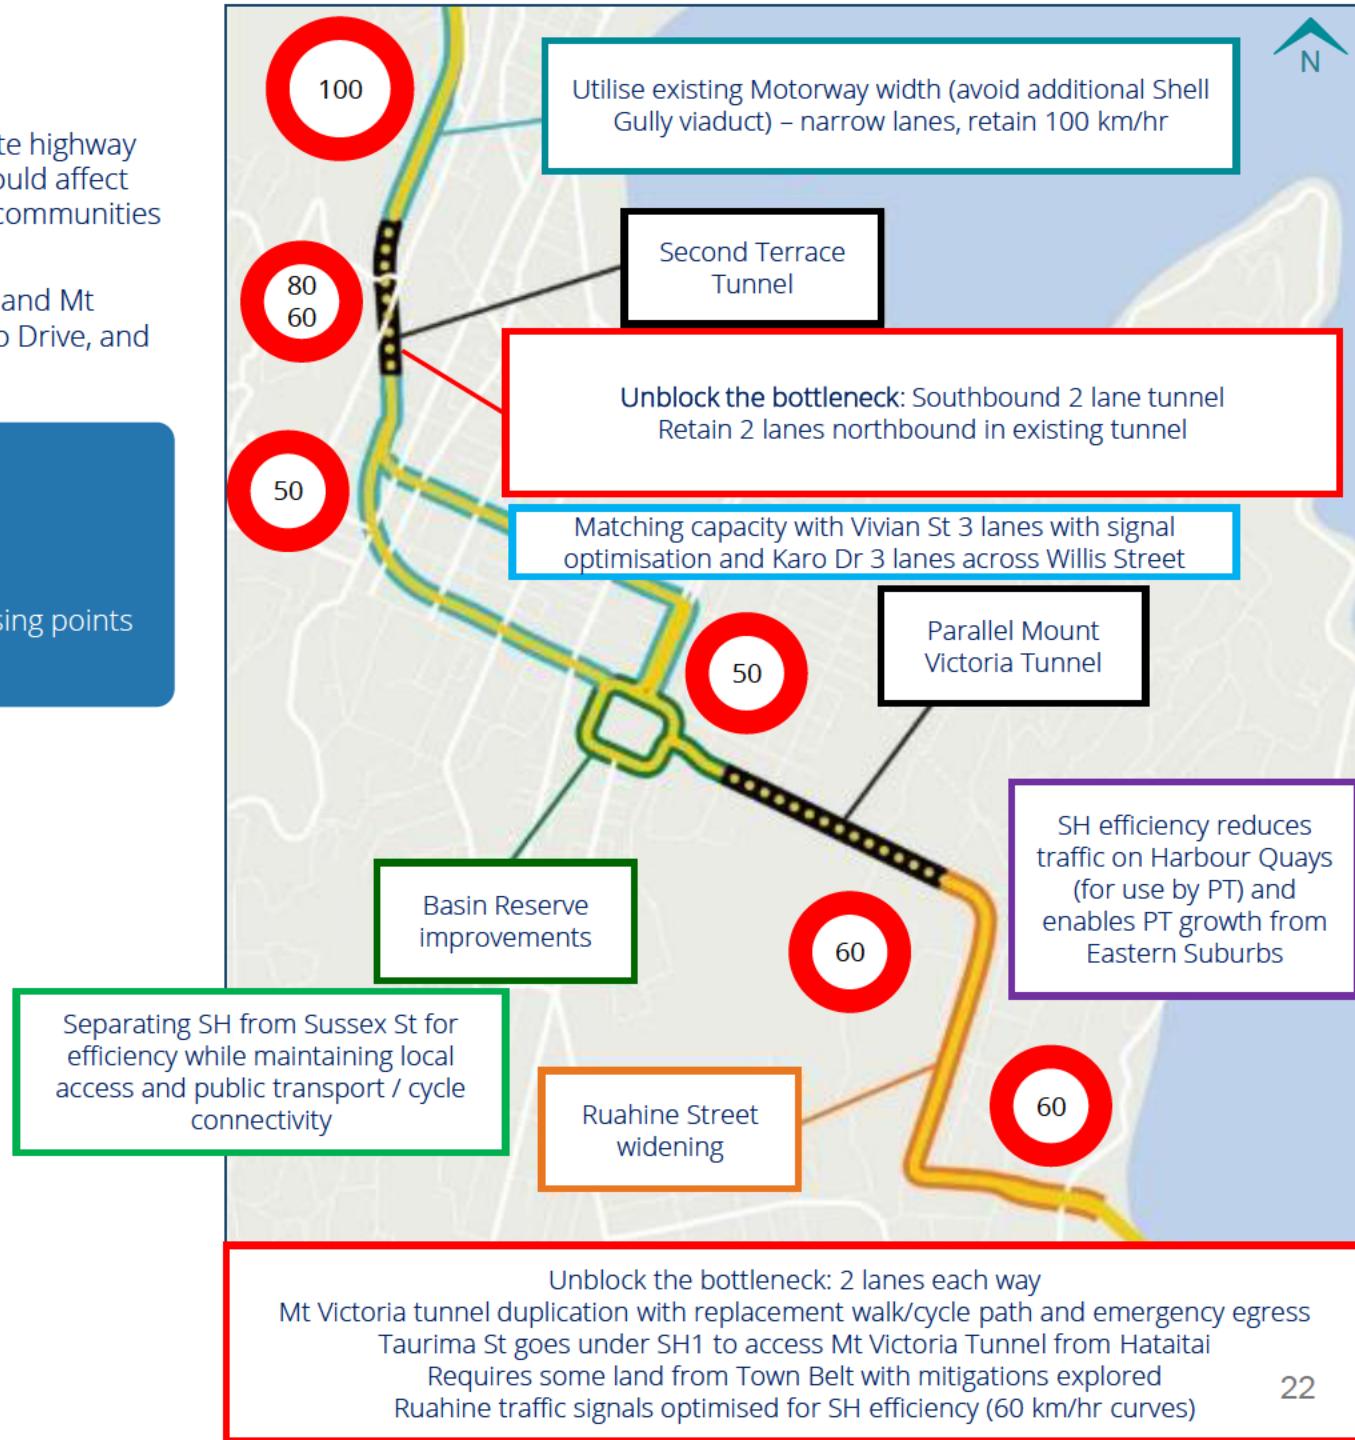 te highway
ould affect
communities
and Mt
o Drive, and
sing points
100
Utilise existing Motorway width (avoid additional Shell
Gully viaduct) – narrow lanes, retain 100 km/hr
N
Second Terrace
Tunnel
80
60
Unblock the bottleneck: Southbound 2 lane tunnel
Retain 2 lanes northbound in existing tunnel
50
Matching capacity with Vivian St 3 lanes with signal
optimisation and Karo Dr 3 lanes across Willis Street
Parallel Mount
Victoria Tunnel
50
SH efficiency reduces
traffic on Harbour Quays
(for use by PT) and
enables PT growth from
Eastern Suburbs
Basin Reserve
improvements
60
Separating SH from Sussex St for
efficiency while maintaining local
access and public transport / cycle
connectivity
Ruahine Street
widening
60
Unblock the bottleneck: 2 lanes each way
Mt Victoria tunnel duplication with replacement walk/cycle path and emergency egress
Taurima St goes under SH1 to access Mt Victoria Tunnel from Hataitai
Requires some land from Town Belt with mitigations explored
Ruahine traffic signals optimised for SH efficiency (60 km/hr curves)
22